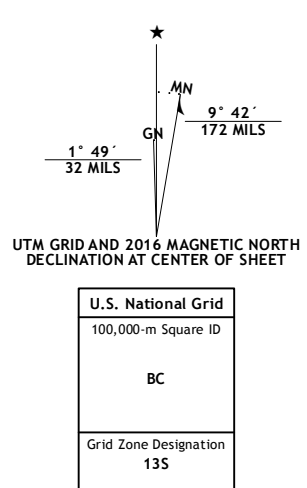 ★
MN
GN
9° 42´
172 MILS
1° 49´
32 MILS
UTM GRID AND 2016 MAGNETIC NORTH
DECLINATION AT CENTER OF SHEET
U.S. National Grid
100,000-m Square ID
BC
Grid Zone Designation
13S